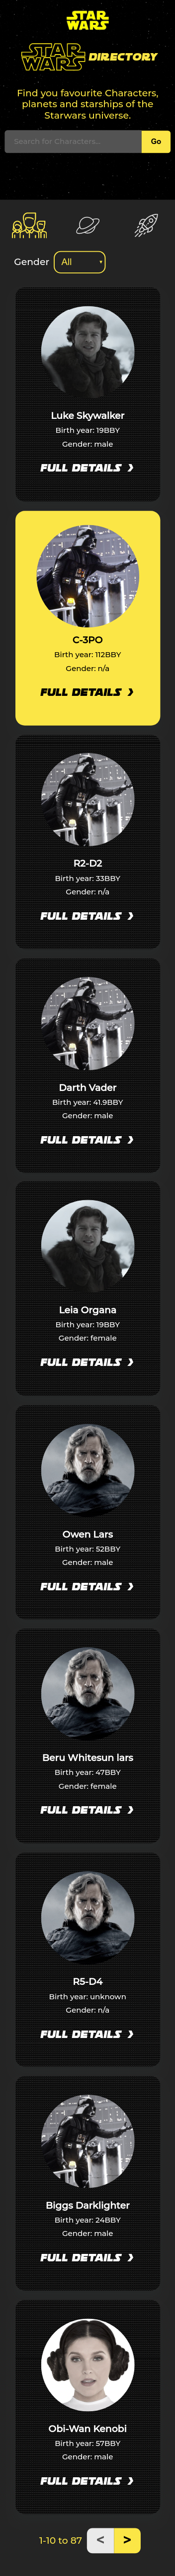 STAR
WARS
STAR
WARS DIRECTORY
Find you favourite Characters,
planets and starships of the
Starwars universe.
Search for Characters... Go
Gender All
Luke Skywalker
Birth year: 19BBY
Gender: male
FULL DETAILS ❯
C-3PO
Birth year: 112BBY
Gender: n/a
FULL DETAILS ❯
R2-D2
Birth year: 33BBY
Gender: n/a
FULL DETAILS ❯
Darth Vader
Birth year: 41.9BBY
Gender: male
FULL DETAILS ❯
Leia Organa
Birth year: 19BBY
Gender: female
FULL DETAILS ❯
Owen Lars
Birth year: 52BBY
Gender: male
FULL DETAILS ❯
Beru Whitesun lars
Birth year: 47BBY
Gender: female
FULL DETAILS ❯
R5-D4
Birth year: unknown
Gender: n/a
FULL DETAILS ❯
Biggs Darklighter
Birth year: 24BBY
Gender: male
FULL DETAILS ❯
Obi-Wan Kenobi
Birth year: 57BBY
Gender: male
FULL DETAILS ❯
1-10 to 87 < >